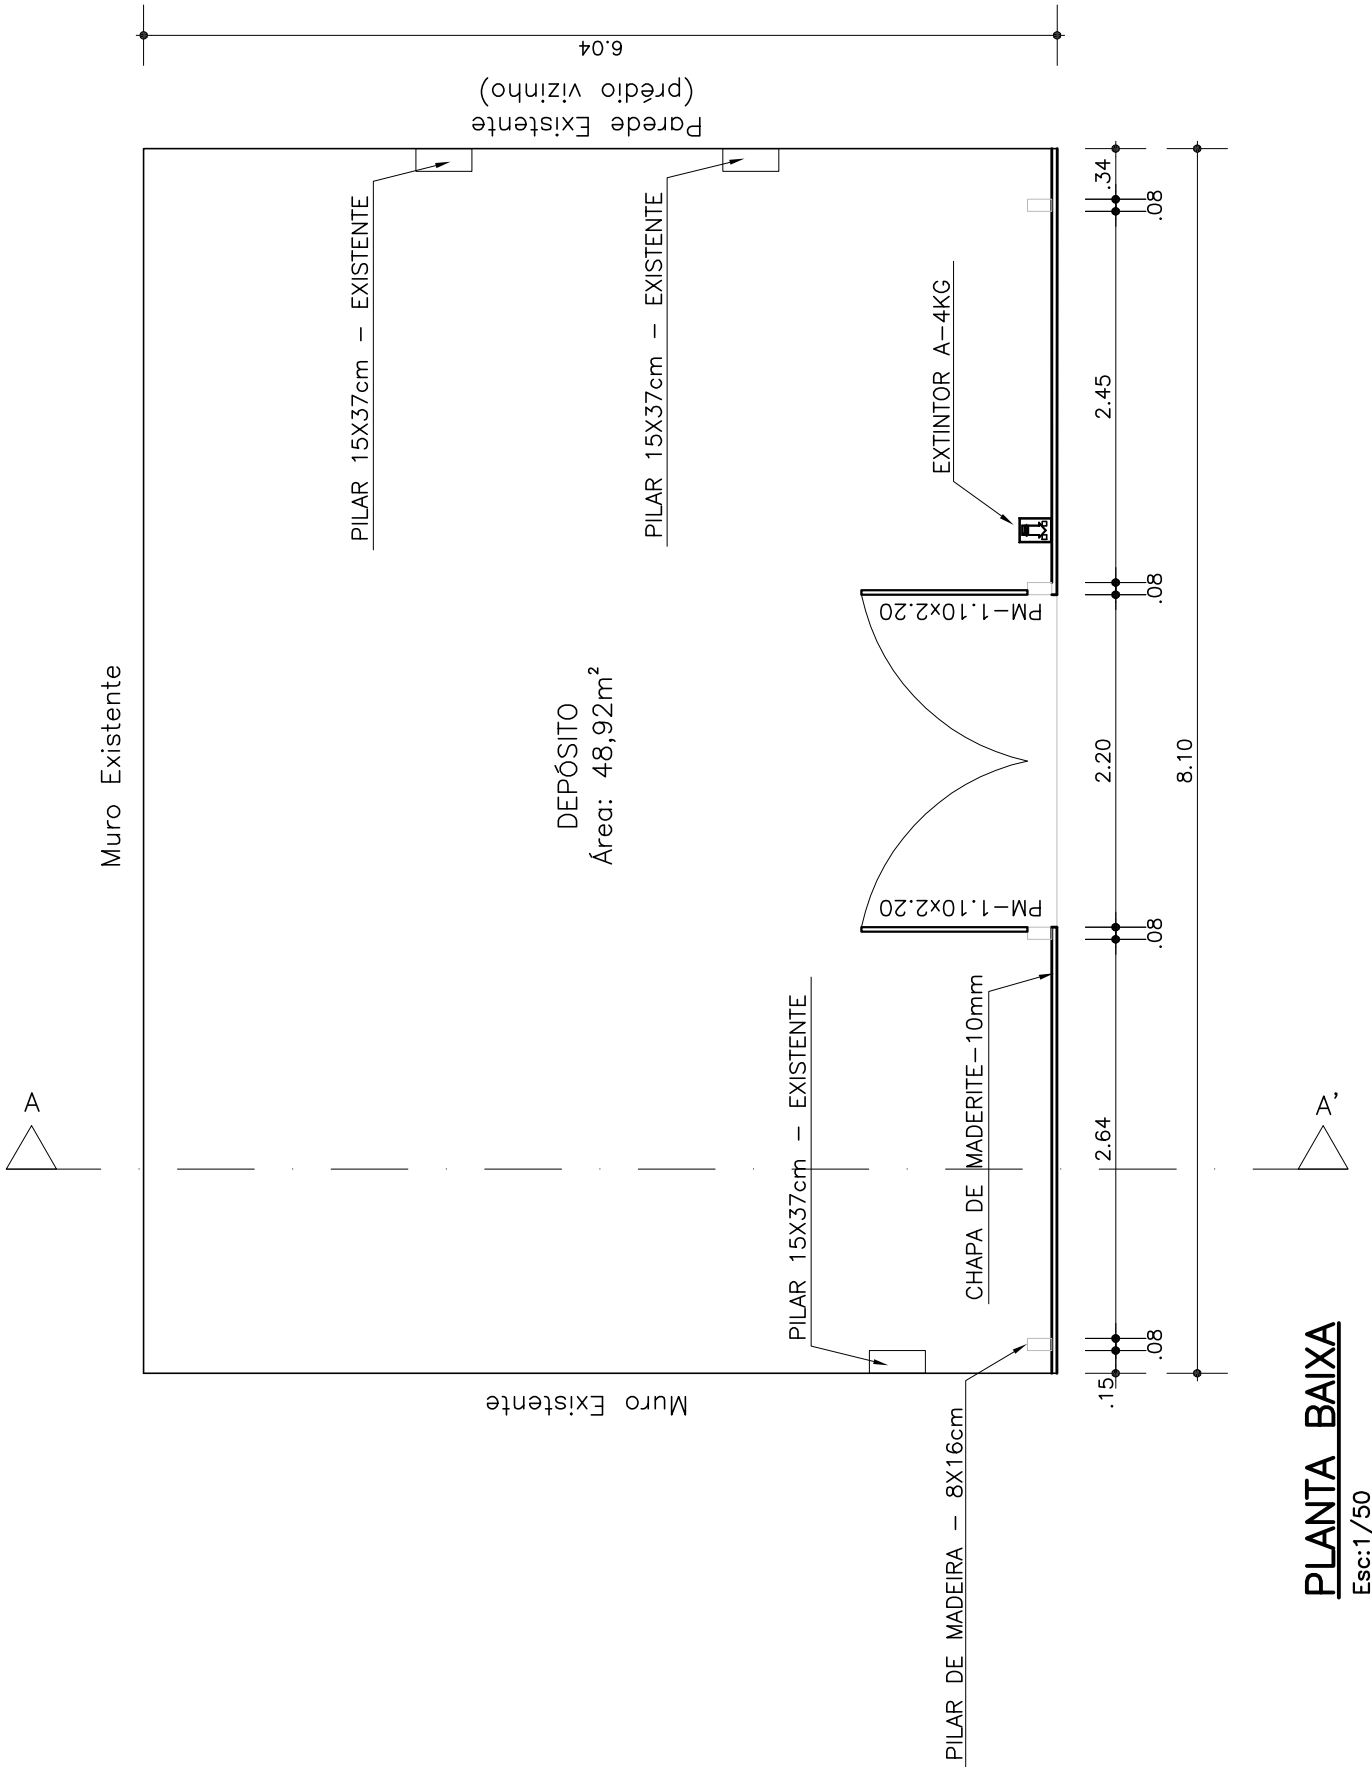 Muro Existente
Parede Existente
(prédio vizinho)
6.04
PILAR 15X37cm - EXISTENTE
PILAR 15X37cm - EXISTENTE
EXTINTOR A-4KG
DEPÓSITO
Área: 48,92m²
PM-1.10x2.20
PM-1.10x2.20
PILAR 15X37cm - EXISTENTE
CHAPA DE MADERITE-10mm
PILAR DE MADEIRA - 8X16cm
Muro Existente
A
A'
.15
.08
2.64
.08
2.20
.08
2.45
.08
.34
8.10
PLANTA BAIXA
Esc:1/50